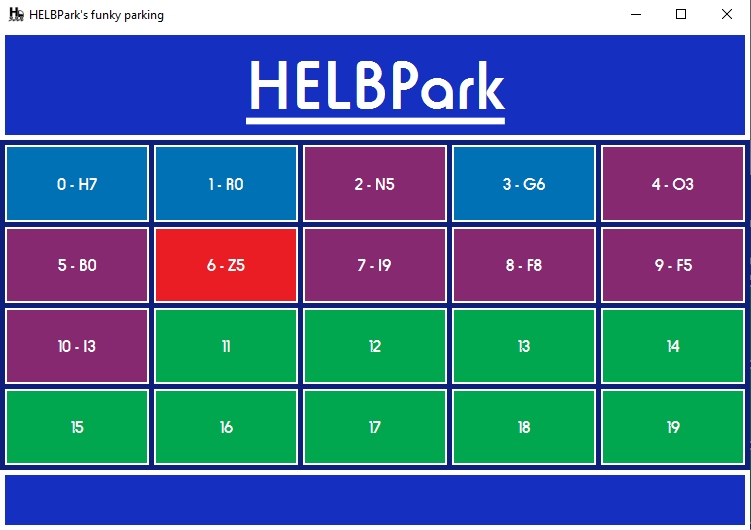 HELBPark's funky parking
HELBPark
0 - H7
1 - R0
2 - N5
3 - G6
4 - O3
5 - B0
6 - Z5
7 - I9
8 - F8
9 - F5
10 - I3
11
12
13
14
15
16
17
18
19